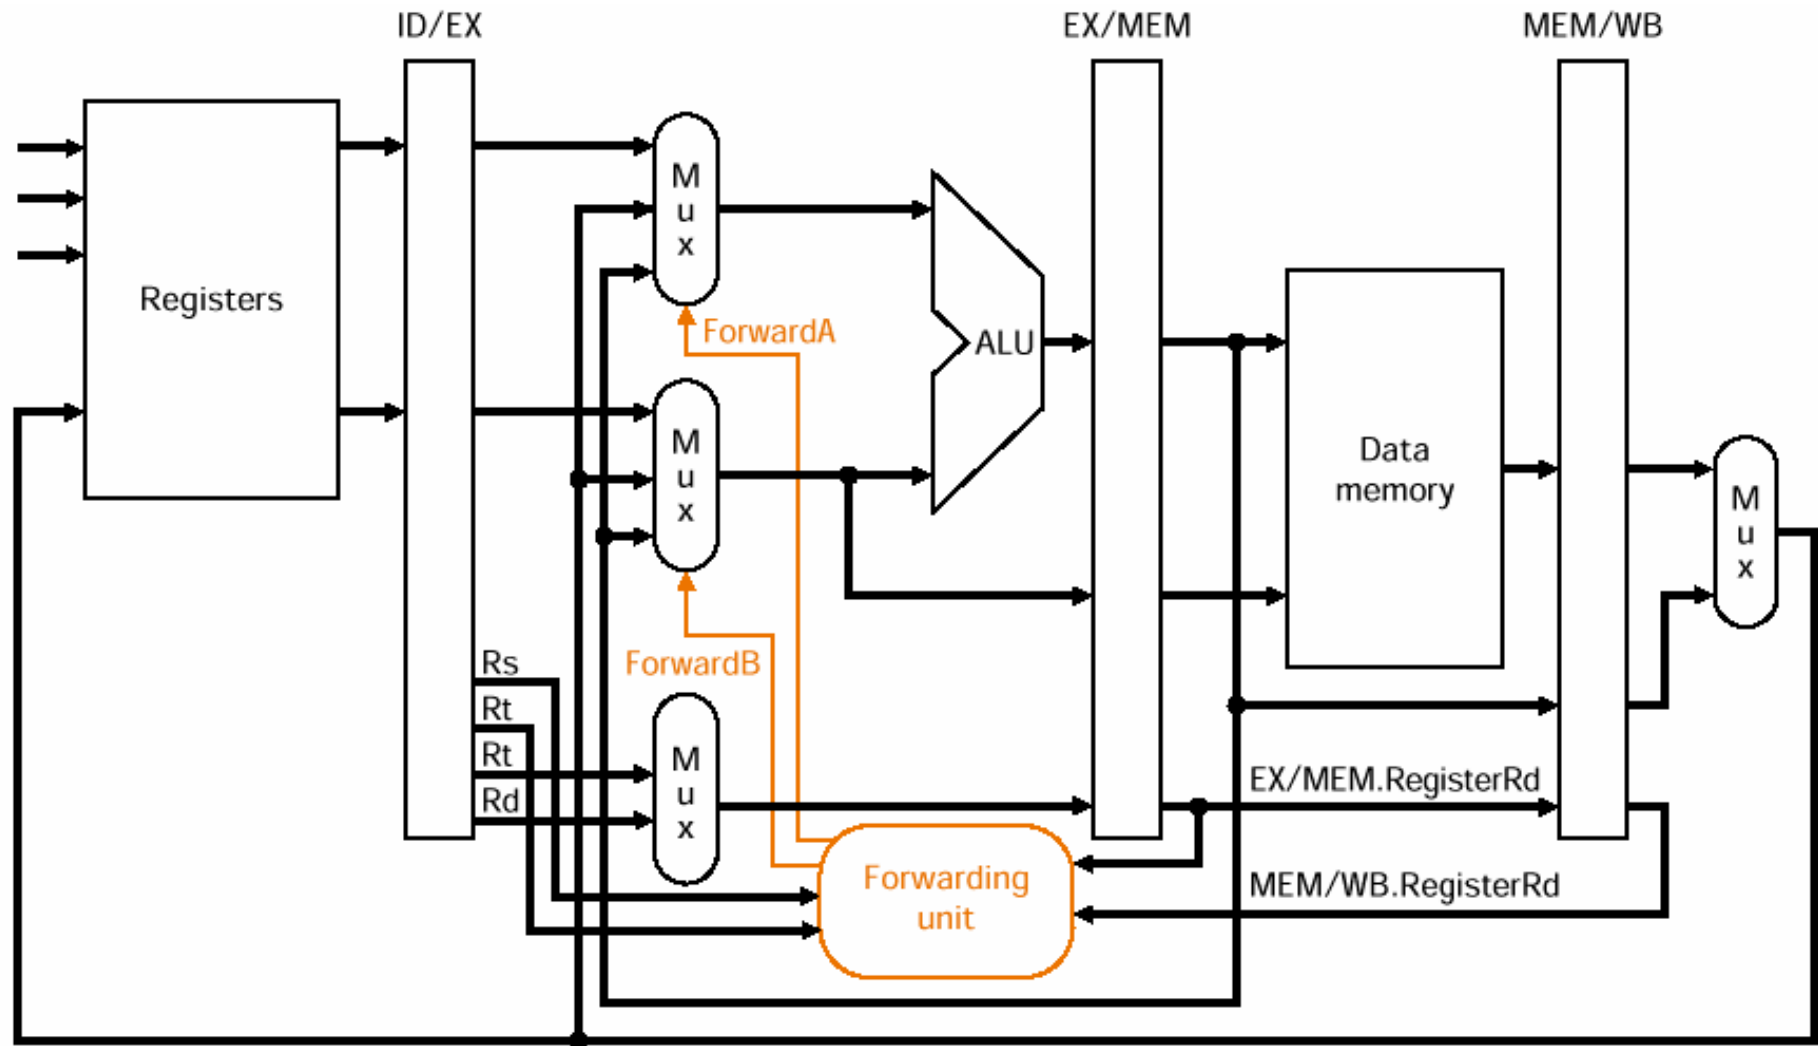 ID/EX
EX/MEM
MEM/WB
Registers
M
u
x
ForwardA
ALU
M
u
x
Data
memory
M
u
x
ForwardB
Rs
Rt
Rt
Rd
M
u
x
EX/MEM.RegisterRd
Forwarding
unit
MEM/WB.RegisterRd